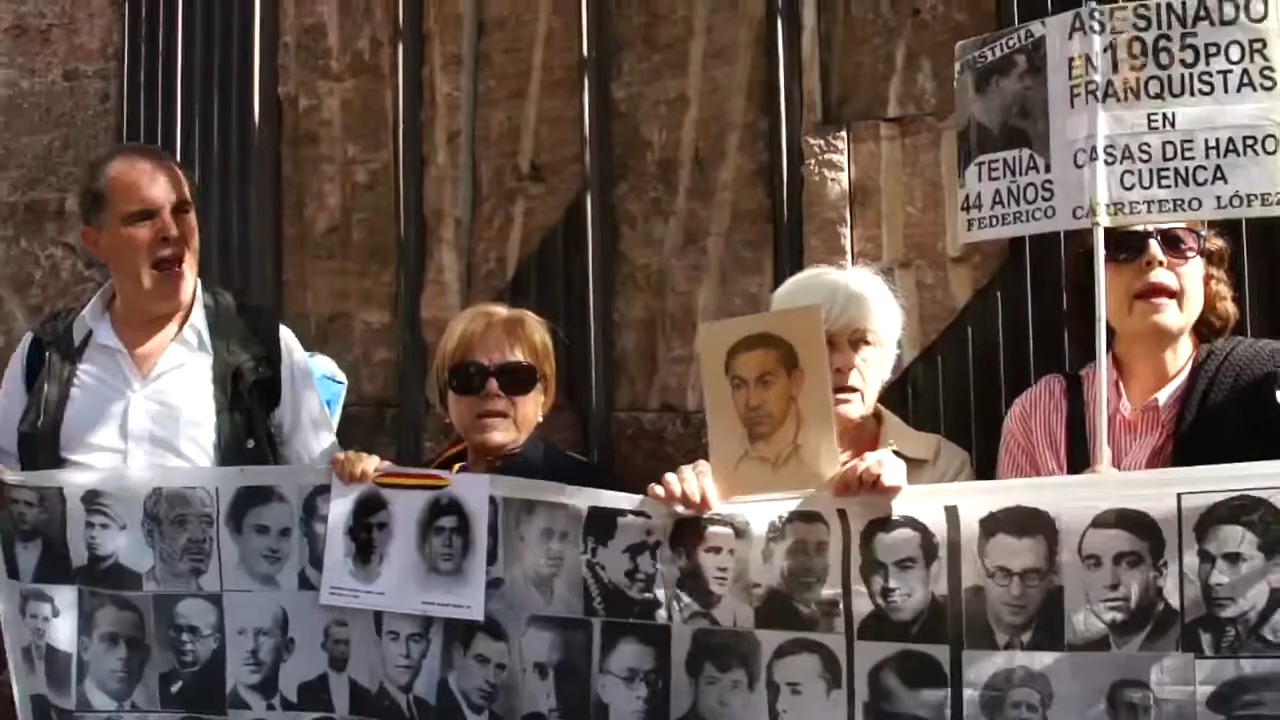 JUSTICIA
ASESINADO
EN 1965 POR
FRANQUISTAS
EN
CASAS DE HARO
CUENCA
TENÍA
44 AÑOS
FEDERICO CARRETERO LÓPEZ